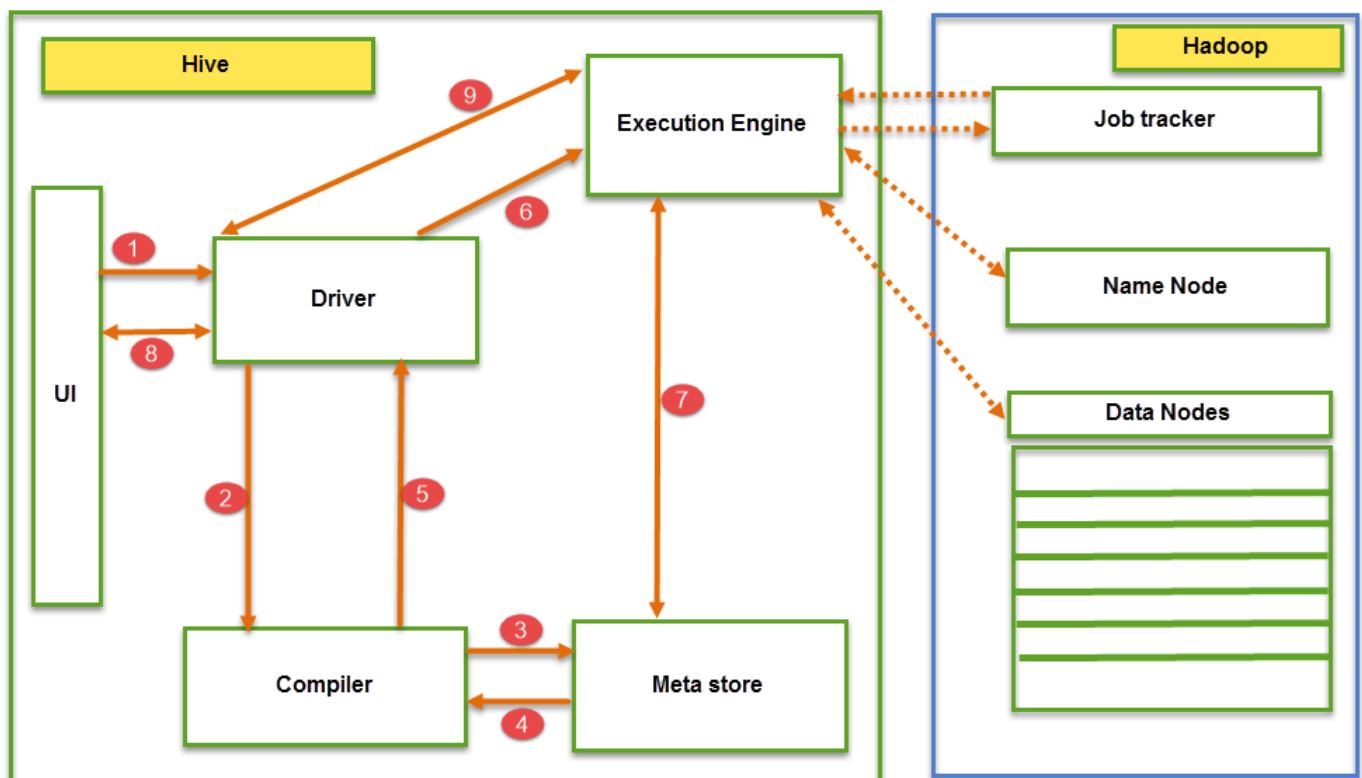 Hive
Hadoop
9
Execution Engine
Job tracker
6
1
Driver
Name Node
8
UI
7
Data Nodes
2
5
3
Compiler
Meta store
4